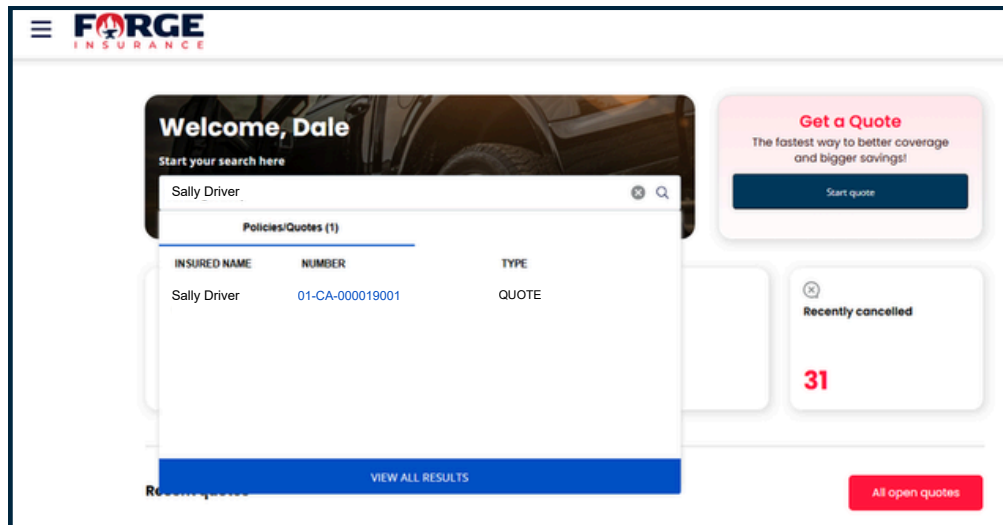 FORGE
INSURANCE
Welcome, Dale
Start your search here
Sally Driver
Policies/Quotes (1)
INSURED NAME NUMBER TYPE
Sally Driver 01-CA-000019001 QUOTE
VIEW ALL RESULTS
Get a Quote
The fastest way to better coverage
and bigger savings!
Start quote
Recently cancelled
31
All open quotes